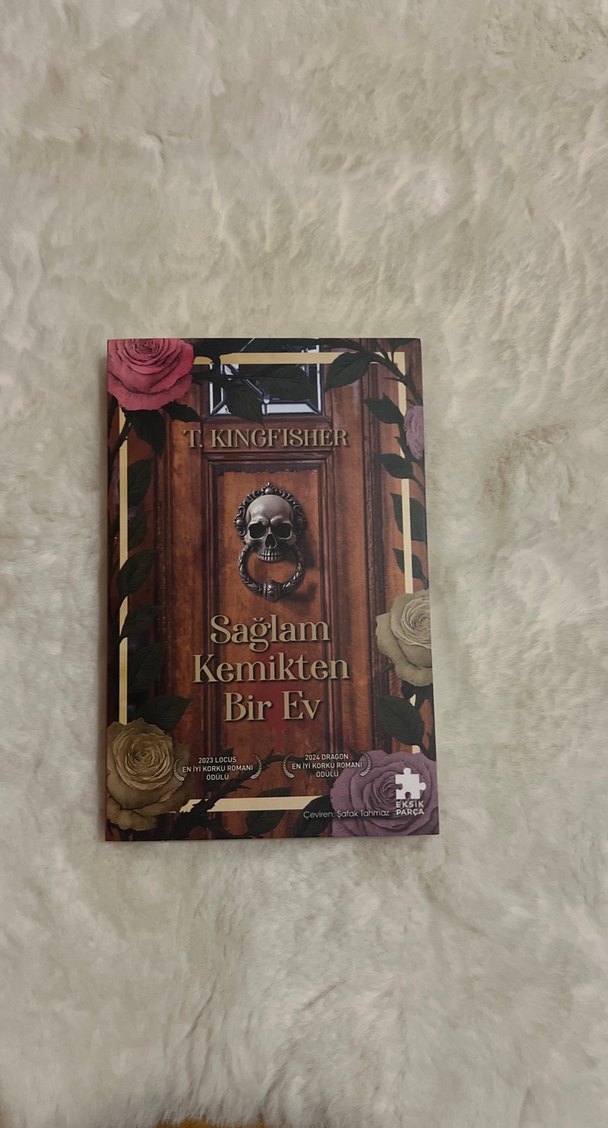 T. KINGFISHER
Sağlam
Kemikten
Bir Ev
2023 LOCUS
EN İYİ KORKU ROMANI
ÖDÜLÜ
2024 DRAGON
EN İYİ KORKU ROMANI
ÖDÜLÜ
Çeviren: Şafak Tahmaz
EKSİK
PARÇA